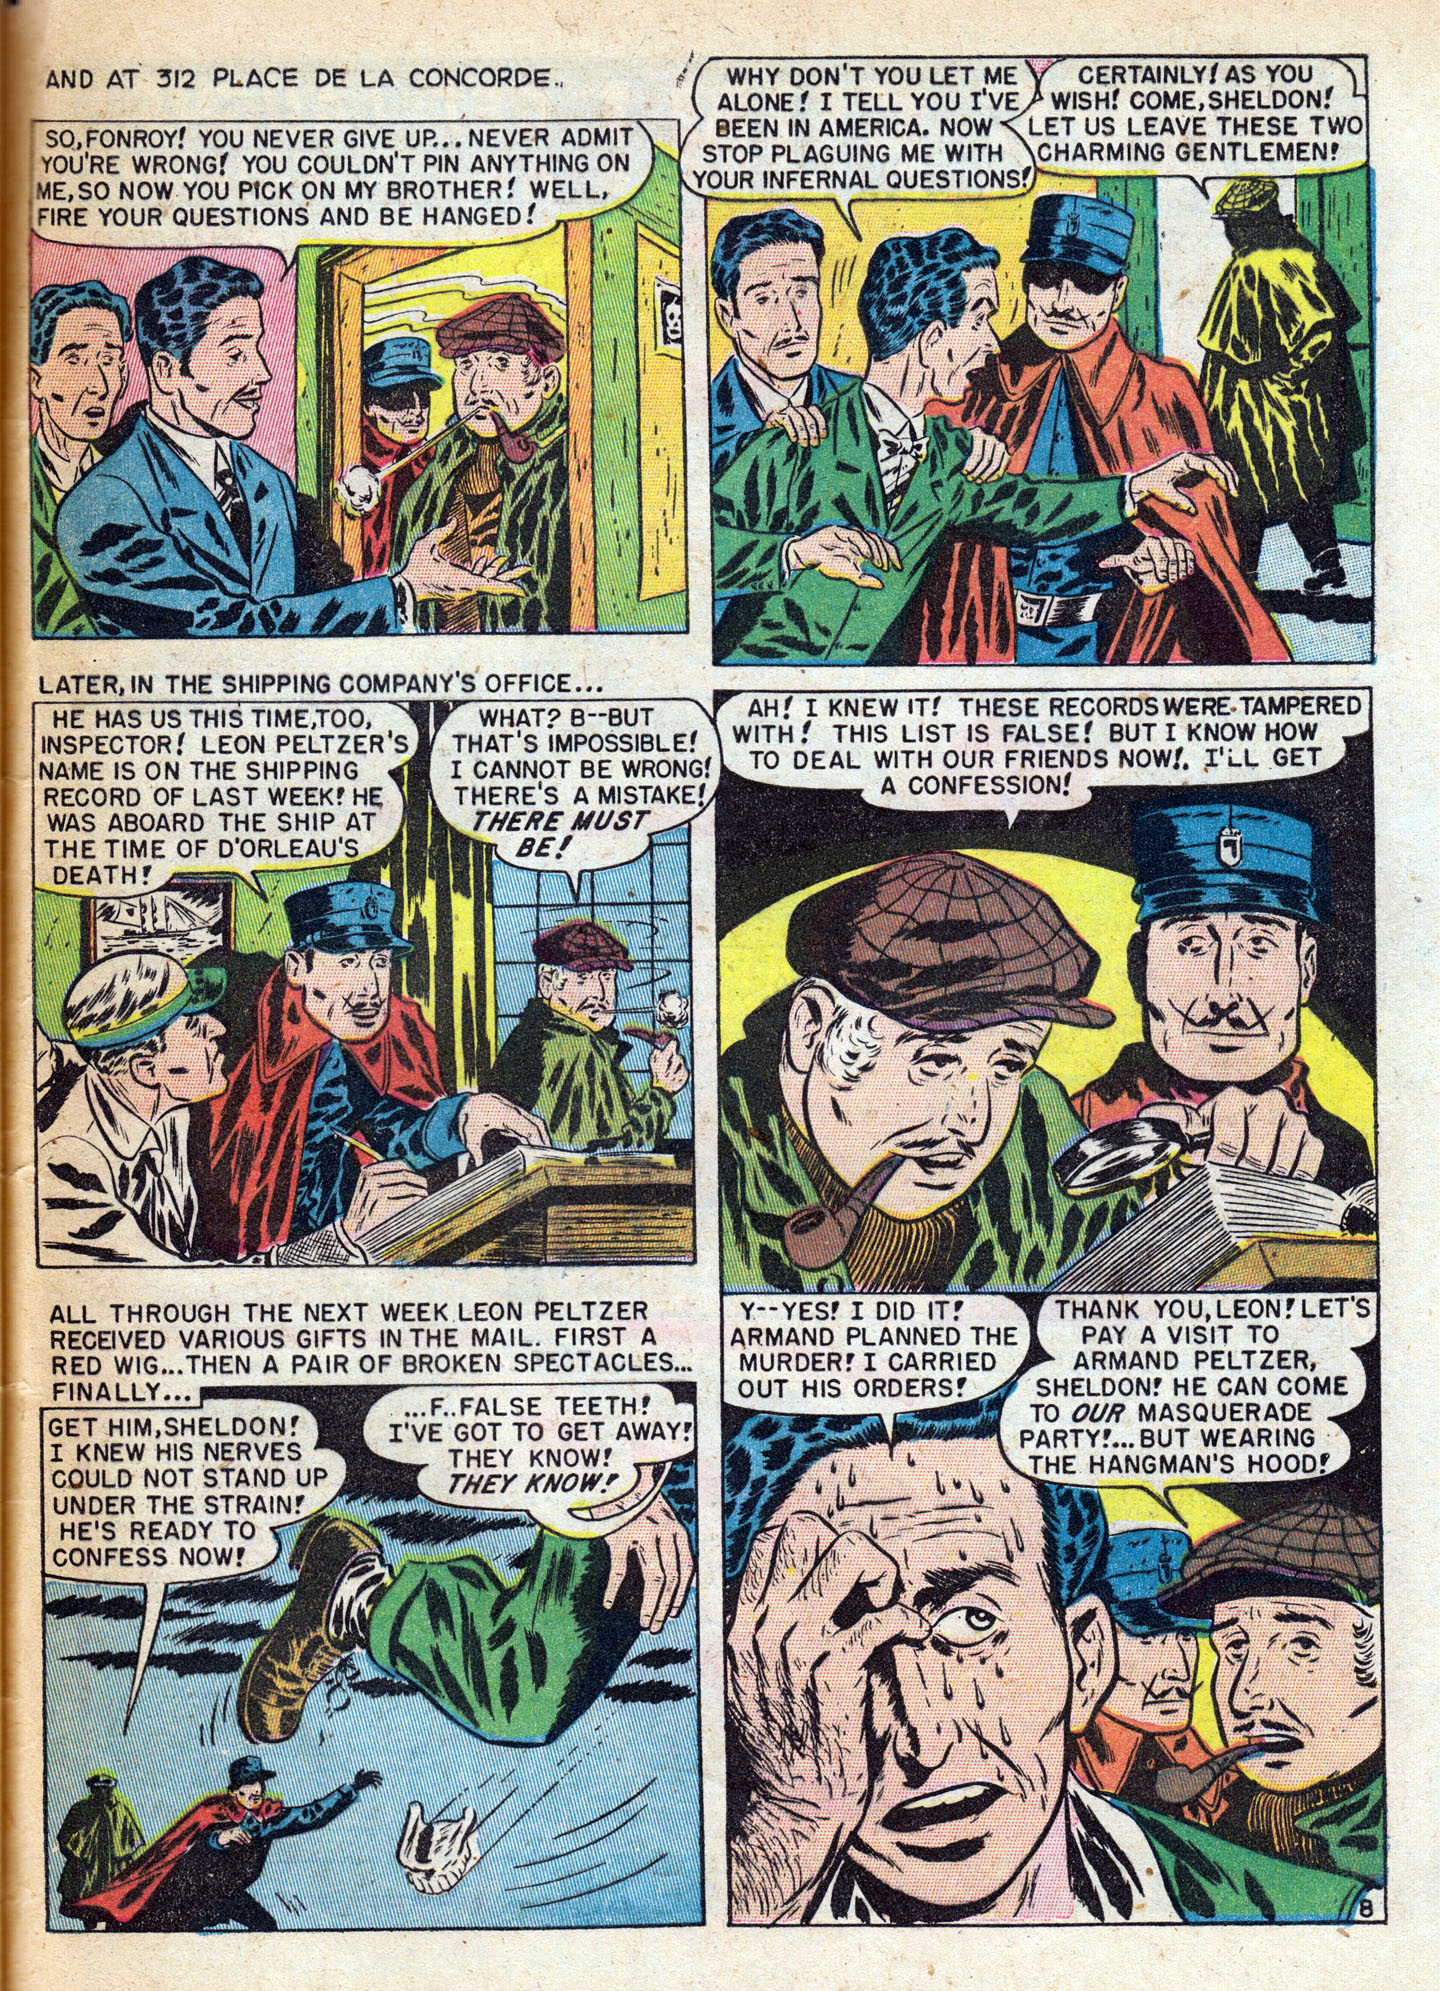 AND AT 312 PLACE DE LA CONCORDE..
SO, FONROY! YOU NEVER GIVE UP... NEVER ADMIT
YOU'RE WRONG! YOU COULDN'T PIN ANYTHING ON
ME, SO NOW YOU PICK ON MY BROTHER! WELL,
FIRE YOUR QUESTIONS AND BE HANGED!
WHY DON'T YOU LET ME
ALONE! I TELL YOU I'VE
BEEN IN AMERICA. NOW
STOP PLAGUING ME WITH
YOUR INFERNAL QUESTIONS!
CERTAINLY! AS YOU
WISH! COME, SHELDON!
LET US LEAVE THESE TWO
CHARMING GENTLEMEN!
LATER, IN THE SHIPPING COMPANY'S OFFICE...
HE HAS US THIS TIME, TOO,
INSPECTOR! LEON PELTZER'S
NAME IS ON THE SHIPPING
RECORD OF LAST WEEK! HE
WAS ABOARD THE SHIP AT
THE TIME OF D'ORLEAU'S
DEATH!
WHAT? B--BUT
THAT'S IMPOSSIBLE!
I CANNOT BE WRONG!
THERE'S A MISTAKE!
THERE MUST
BE!
AH! I KNEW IT! THESE RECORDS WERE TAMPERED
WITH! THIS LIST IS FALSE! BUT I KNOW HOW
TO DEAL WITH OUR FRIENDS NOW!. I'LL GET
A CONFESSION!
ALL THROUGH THE NEXT WEEK LEON PELTZER
RECEIVED VARIOUS GIFTS IN THE MAIL. FIRST A
RED WIG...THEN A PAIR OF BROKEN SPECTACLES...
FINALLY...
GET HIM, SHELDON!
I KNEW HIS NERVES
COULD NOT STAND UP
UNDER THE STRAIN!
HE'S READY TO
CONFESS NOW!
...F..FALSE TEETH!
I'VE GOT TO GET AWAY!
THEY KNOW!
THEY KNOW!
Y--YES! I DID IT!
ARMAND PLANNED THE
MURDER! I CARRIED
OUT HIS ORDERS!
THANK YOU, LEON! LET'S
PAY A VISIT TO
ARMAND PELTZER,
SHELDON! HE CAN COME
TO OUR MASQUERADE
PARTY!...BUT WEARING
THE HANGMAN'S HOOD!
8